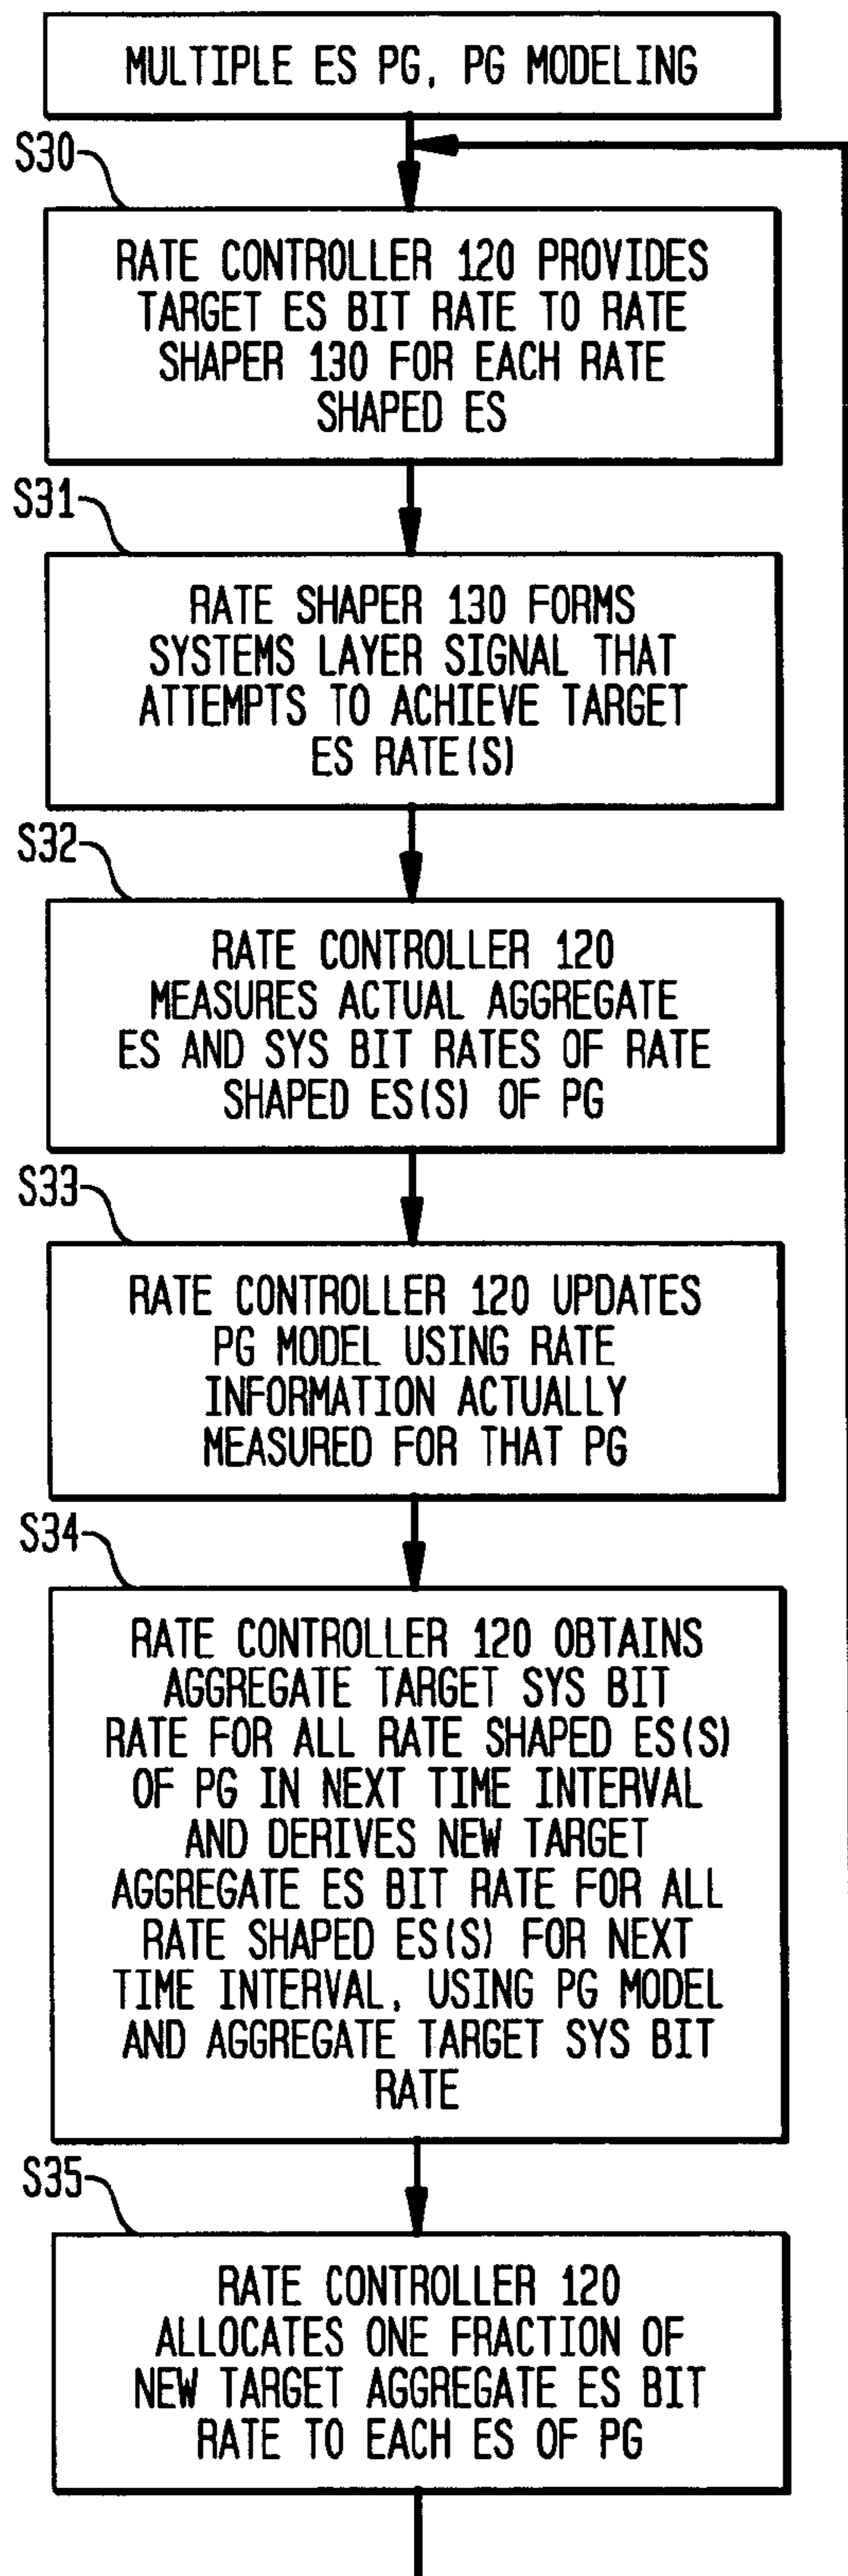 MULTIPLE ES PG, PG MODELING
S30
RATE CONTROLLER 120 PROVIDES
TARGET ES BIT RATE TO RATE
SHAPER 130 FOR EACH RATE
SHAPED ES
S31
RATE SHAPER 130 FORMS
SYSTEMS LAYER SIGNAL THAT
ATTEMPTS TO ACHIEVE TARGET
ES RATE(S)
S32
RATE CONTROLLER 120
MEASURES ACTUAL AGGREGATE
ES AND SYS BIT RATES OF RATE
SHAPED ES(S) OF PG
S33
RATE CONTROLLER 120 UPDATES
PG MODEL USING RATE
INFORMATION ACTUALLY
MEASURED FOR THAT PG
S34
RATE CONTROLLER 120 OBTAINS
AGGREGATE TARGET SYS BIT
RATE FOR ALL RATE SHAPED ES(S)
OF PG IN NEXT TIME INTERVAL
AND DERIVES NEW TARGET
AGGREGATE ES BIT RATE FOR ALL
RATE SHAPED ES(S) FOR NEXT
TIME INTERVAL, USING PG MODEL
AND AGGREGATE TARGET SYS BIT
RATE
S35
RATE CONTROLLER 120
ALLOCATES ONE FRACTION OF
NEW TARGET AGGREGATE ES BIT
RATE TO EACH ES OF PG